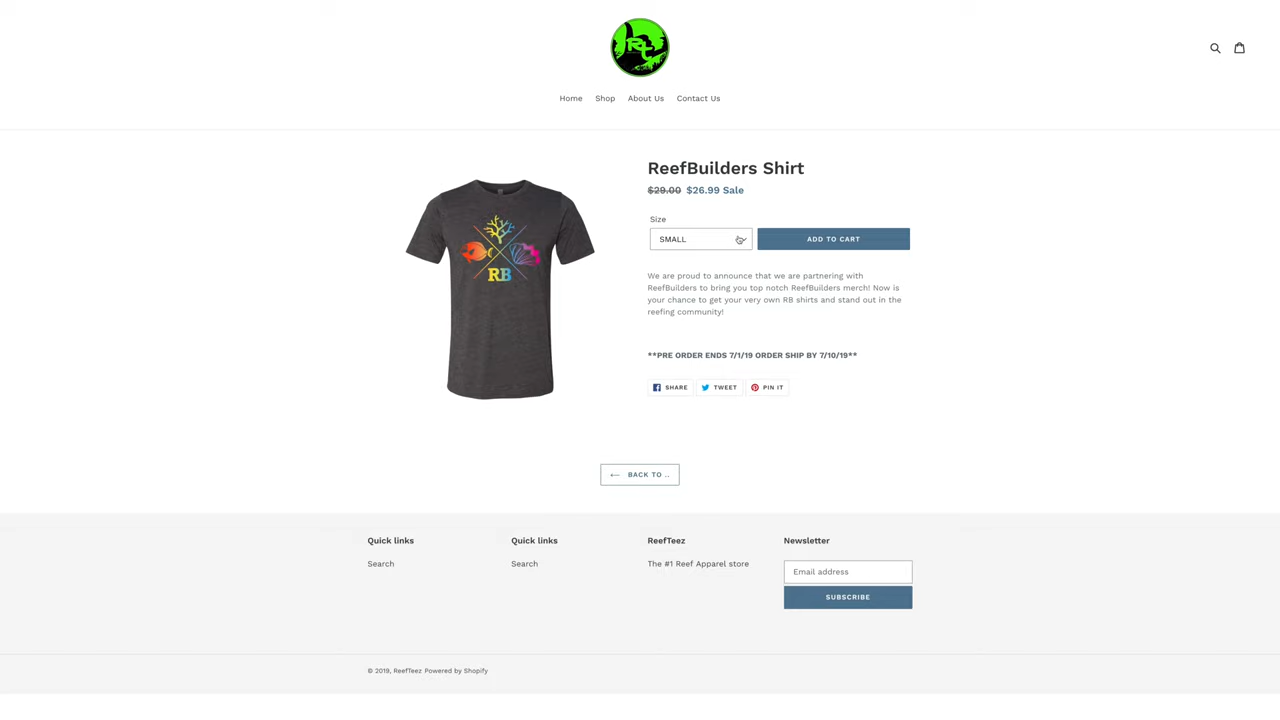 RT
Home Shop About Us Contact Us
ReefBuilders Shirt
$29.00 $26.99 Sale
Size
SMALL
ADD TO CART
RB
We are proud to announce that we are partnering with
ReefBuilders to bring you top notch ReefBuilders merch! Now is
your chance to get your very own RB shirts and stand out in the
reefing community!
**PRE ORDER ENDS 7/1/19 ORDER SHIP BY 7/10/19**
SHARE TWEET PIN IT
BACK TO ..
Quick links
Search
Quick links
Search
ReefTeez
The #1 Reef Apparel store
Newsletter
Email address
SUBSCRIBE
© 2019, ReefTeez Powered by Shopify